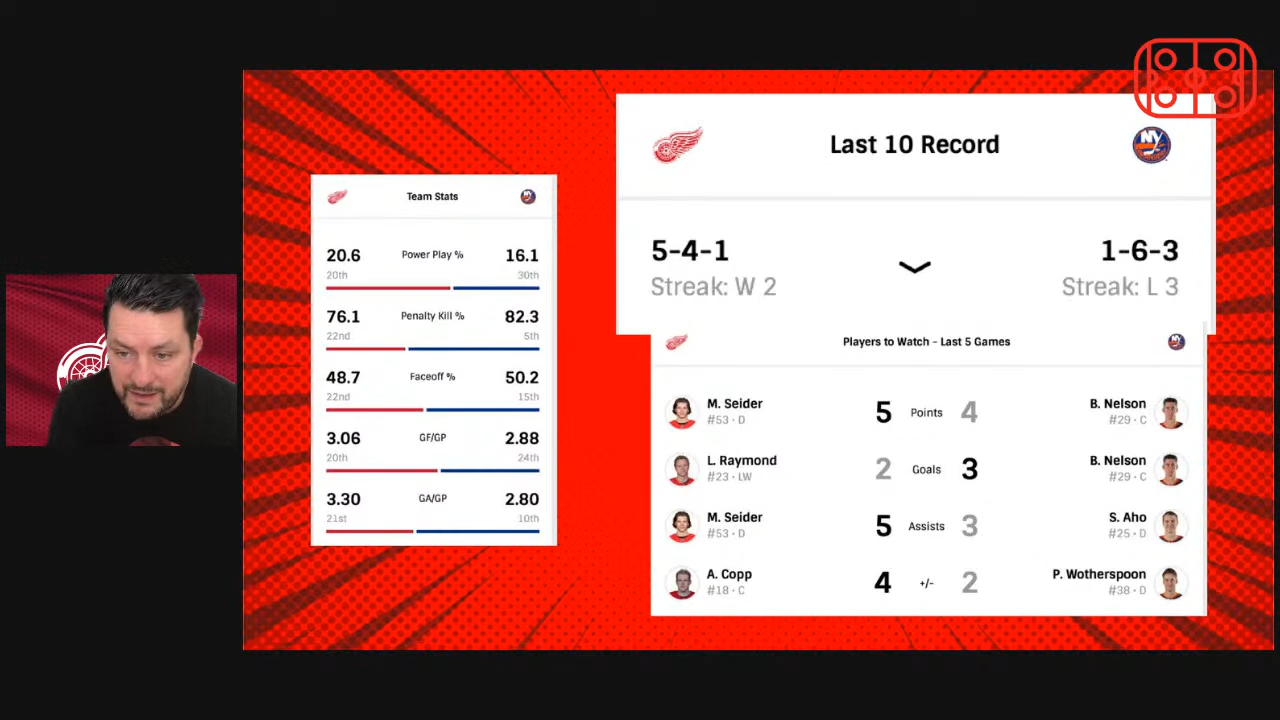 Team Stats
20.6 Power Play % 16.1
20th 30th
76.1 Penalty Kill % 82.3
22nd 5th
48.7 Faceoff % 50.2
22nd 15th
3.06 GF/GP 2.88
20th 24th
3.30 GA/GP 2.80
21st 10th
Last 10 Record
NY
5-4-1 1-6-3
Streak: W 2 Streak: L 3
Players to Watch - Last 5 Games
M. Seider 5 Points 4 B. Nelson
#53 · D #29 · C
L. Raymond 2 Goals 3 B. Nelson
#23 · LW #29 · C
M. Seider 5 Assists 3 S. Aho
#53 · D #25 · D
A. Copp 4 +/- 2 P. Wotherspoon
#18 · C #38 · D